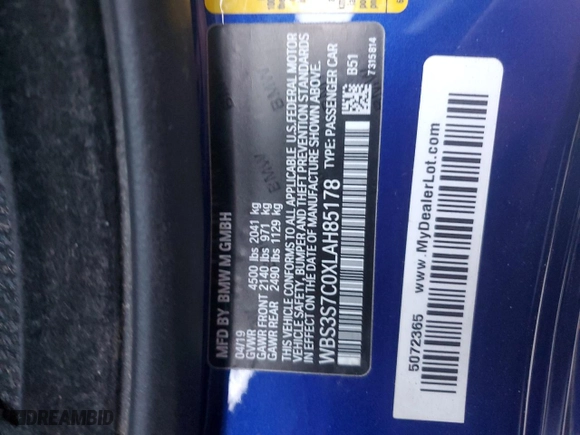 MFD BY BMW M GMBH
04/19
GVWR 4500 lbs 2041 kg
GAWR FRONT 2140 lbs 971 kg
GAWR REAR 2490 lbs 1129 kg
THIS VEHICLE CONFORMS TO ALL APPLICABLE U.S.FEDERAL MOTOR
VEHICLE SAFETY, BUMPER AND THEFT PREVENTION STANDARDS
IN EFFECT ON THE DATE OF MANUFACTURE SHOWN ABOVE.
WBS3S7C0XLAH85178 TYPE: PASSENGER CAR
B51
7315814
BMW
BMW
5072365 www.MyDealerLot.com
DREAMBID